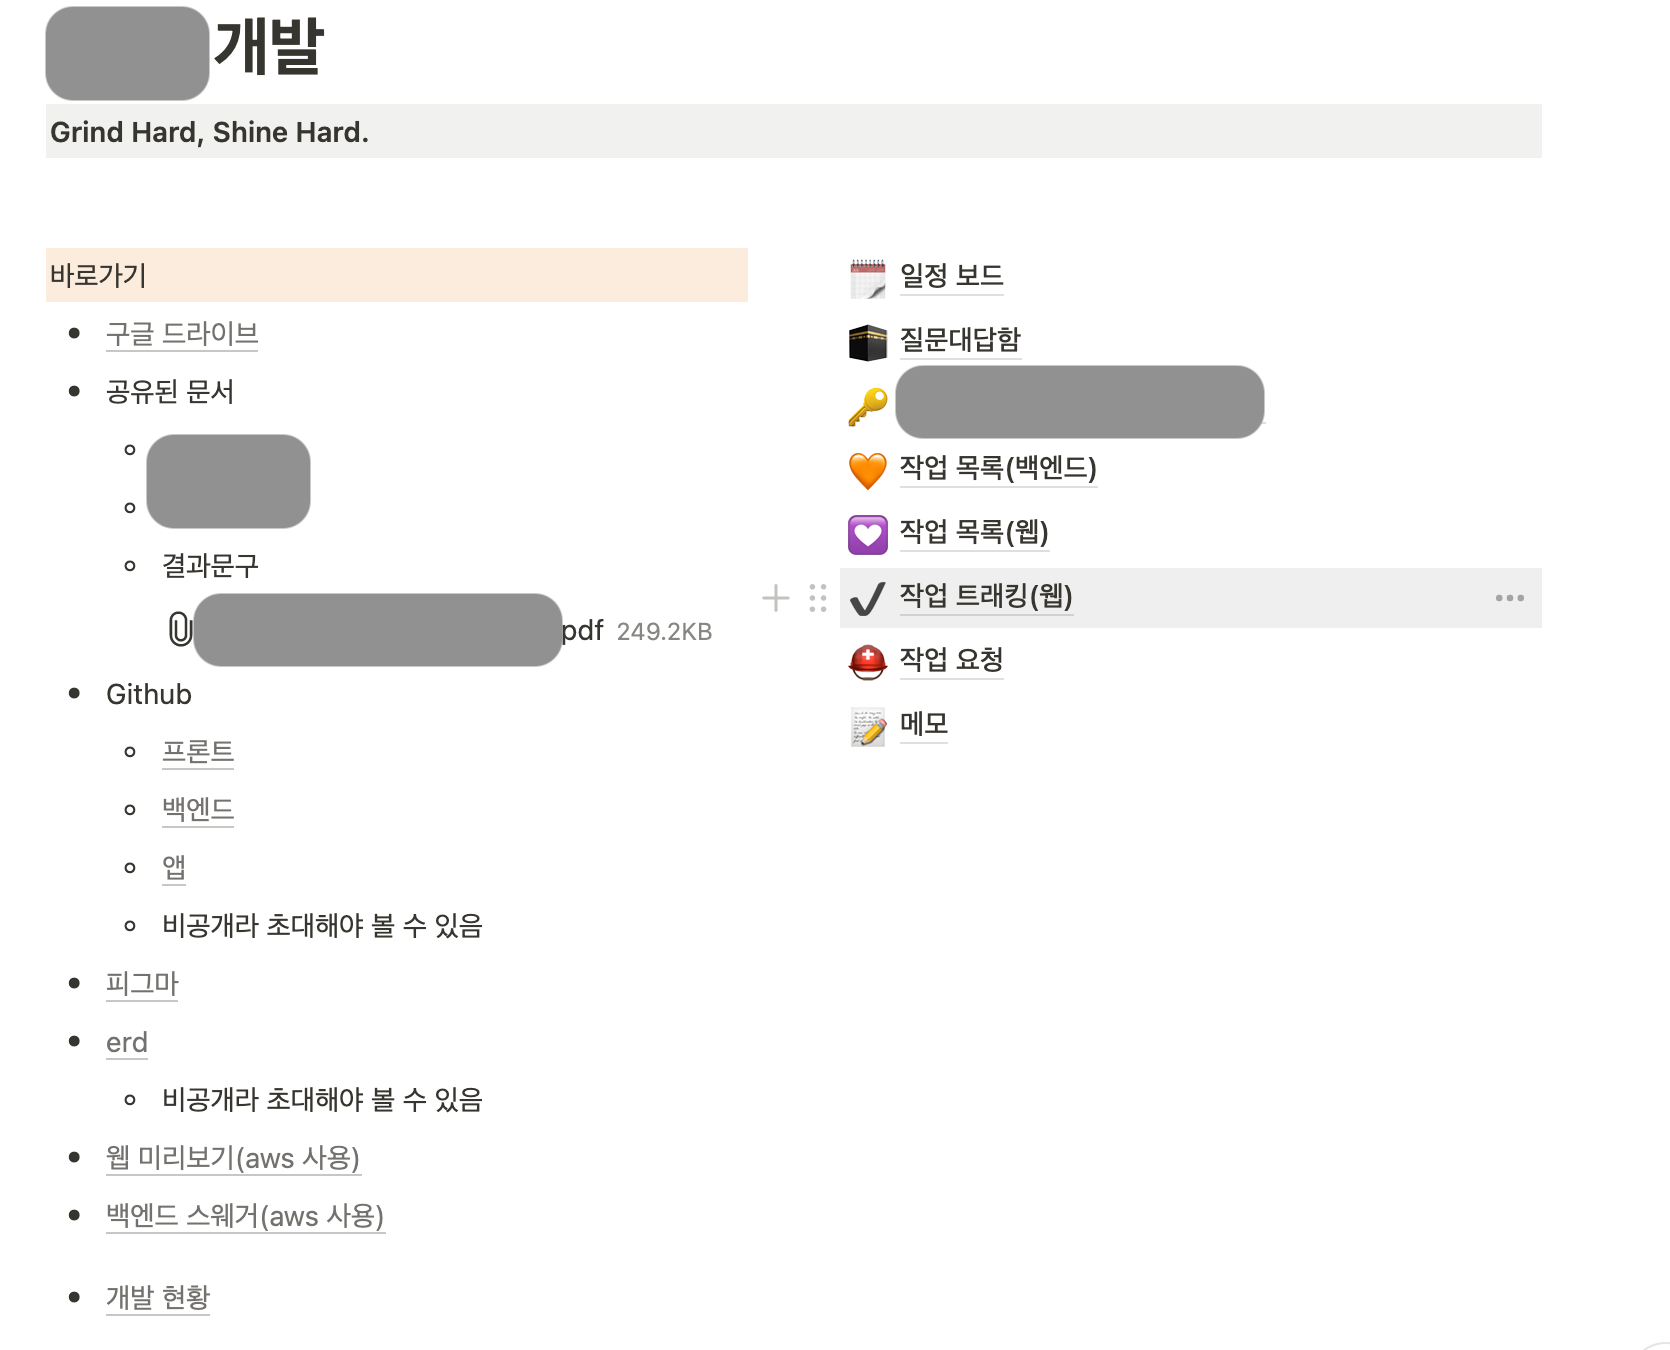 개발
Grind Hard, Shine Hard.
바로가기
구글 드라이브
공유된 문서
결과문구
pdf 249.2KB
Github
프론트
백엔드
앱
비공개라 초대해야 볼 수 있음
피그마
erd
비공개라 초대해야 볼 수 있음
웹 미리보기(aws 사용)
백엔드 스웨거(aws 사용)
개발 현황
일정 보드
질문대답함
작업 목록(백엔드)
작업 목록(웹)
작업 트래킹(웹)
작업 요청
메모